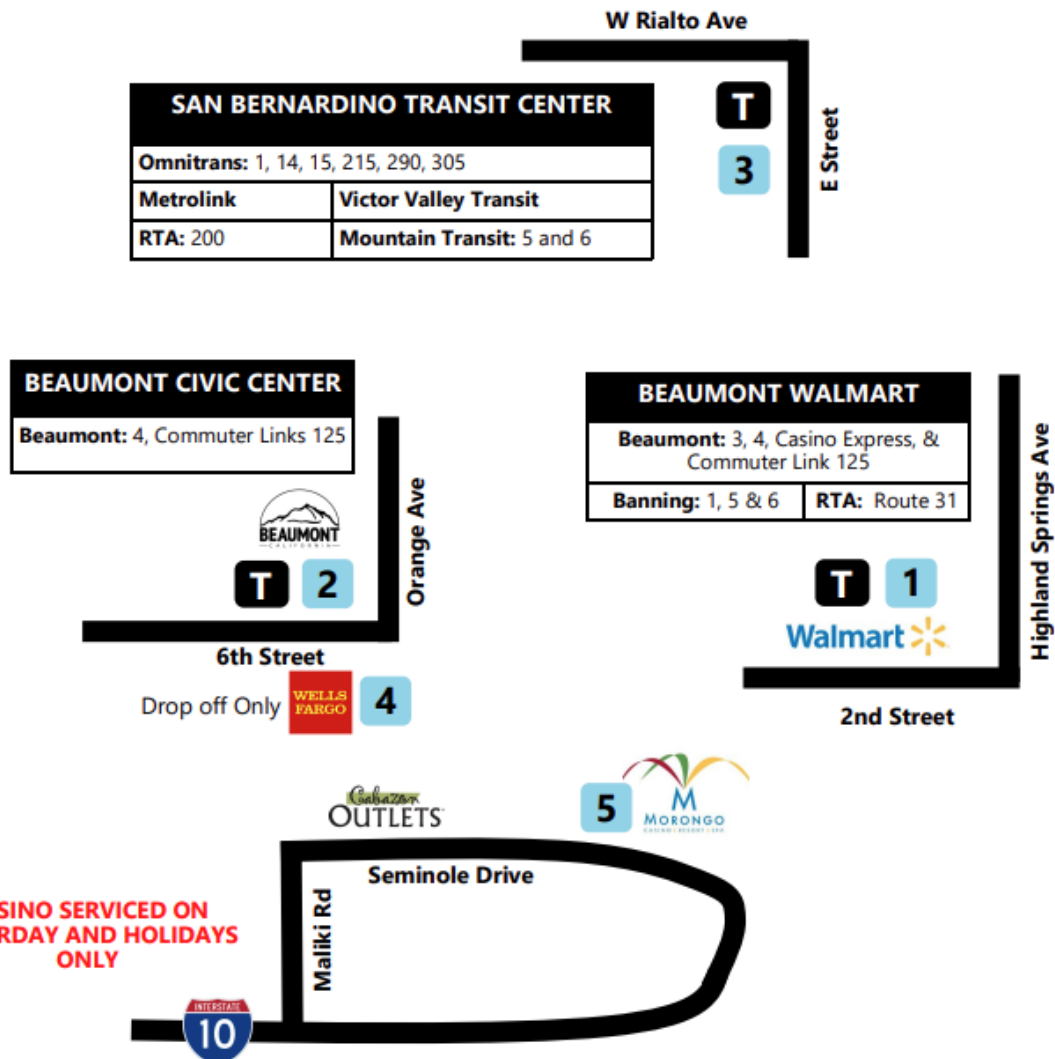 W Rialto Ave
SAN BERNARDINO TRANSIT CENTER
Omnitrans: 1, 14, 15, 215, 290, 305
Metrolink
Victor Valley Transit
RTA: 200
Mountain Transit: 5 and 6
T
3
E Street
BEAUMONT CIVIC CENTER
Beaumont: 4, Commuter Links 125
BEAUMONT
CALIFORNIA
T 2
Orange Ave
6th Street
Drop off Only
WELLS
FARGO
4
BEAUMONT WALMART
Beaumont: 3, 4, Casino Express, &
Commuter Link 125
Banning: 1, 5 & 6
RTA: Route 31
T 1
Walmart
Highland Springs Ave
2nd Street
Cabazon
OUTLETS
5
M
MORONGO
CASINO • RESORT • SPA
Seminole Drive
Maliki Rd
SINO SERVICED ON
RDAY AND HOLIDAYS
ONLY
INTERSTATE
10